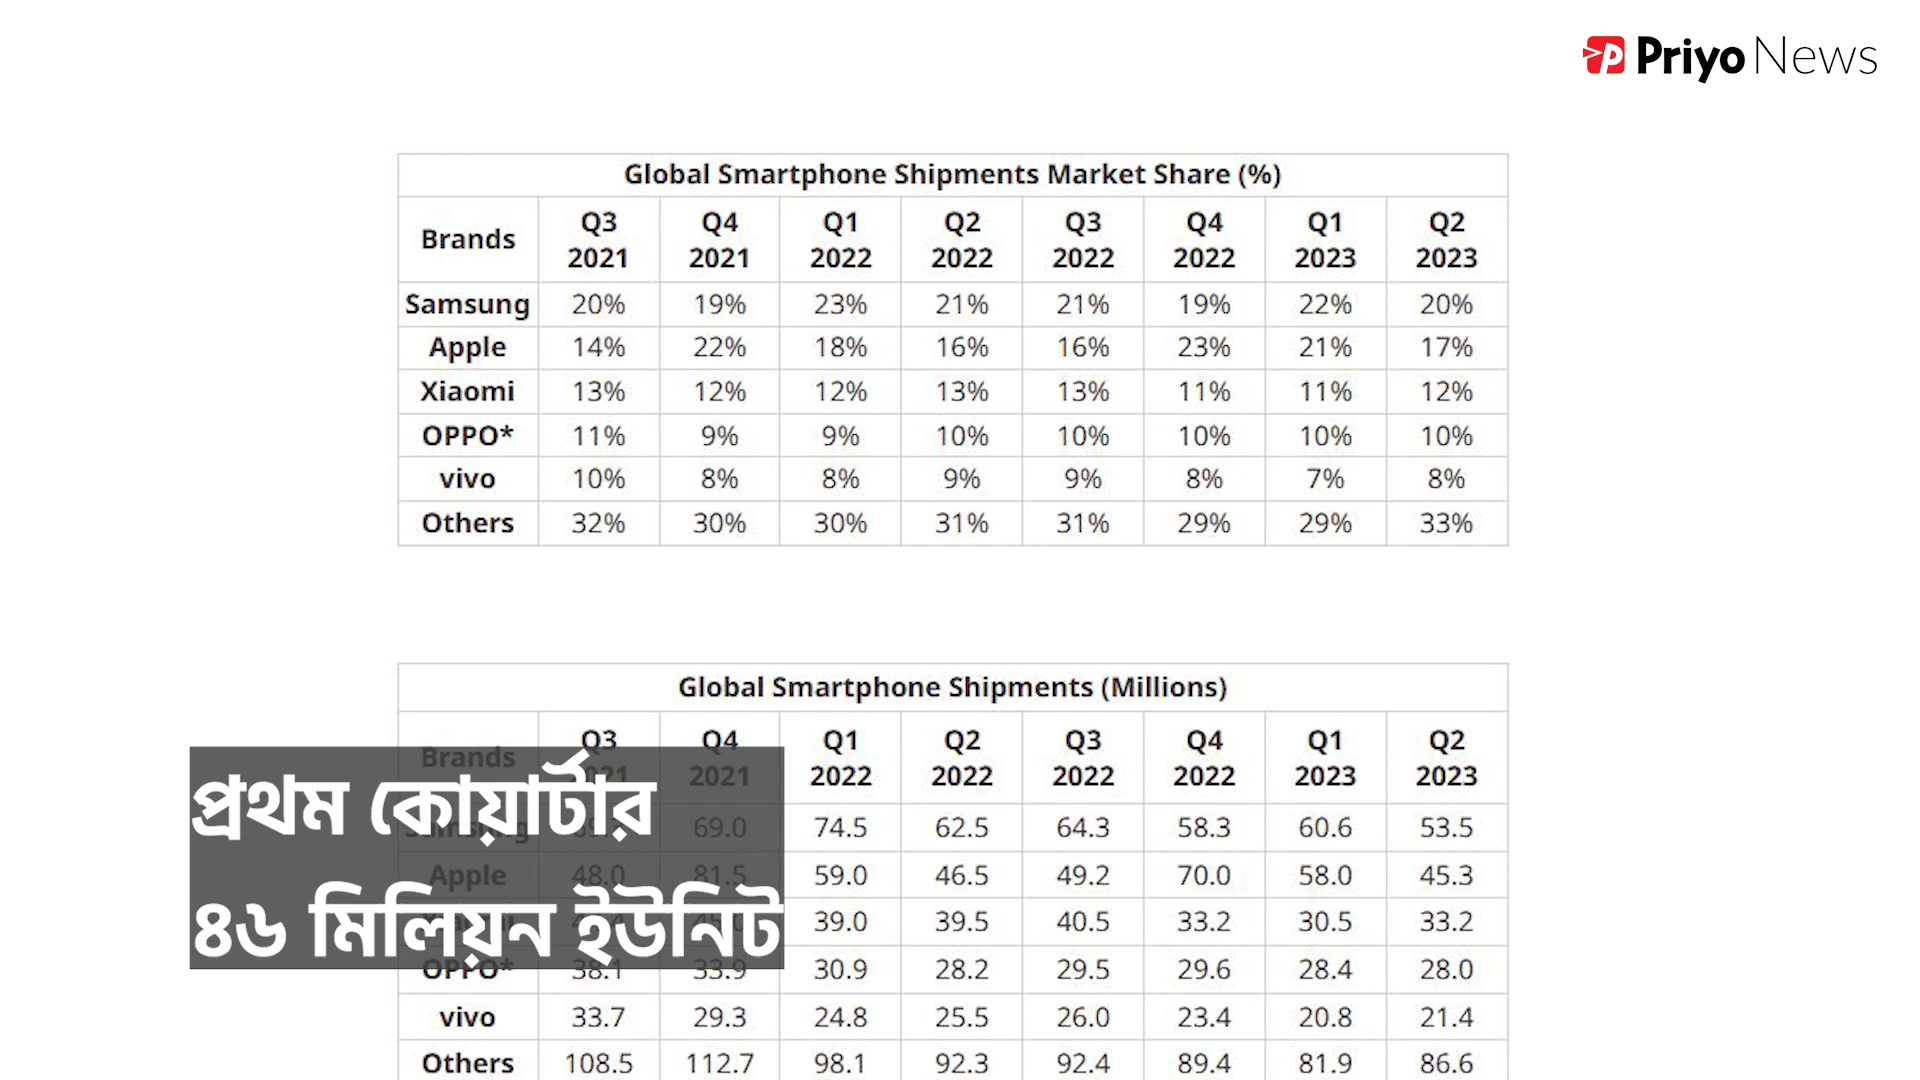 Priyo News
Global Smartphone Shipments Market Share (%)
Brands Q3 2021 Q4 2021 Q1 2022 Q2 2022 Q3 2022 Q4 2022 Q1 2023 Q2 2023
Samsung 20% 19% 23% 21% 21% 19% 22% 20%
Apple 14% 22% 18% 16% 16% 23% 21% 17%
Xiaomi 13% 12% 12% 13% 13% 11% 11% 12%
OPPO* 11% 9% 9% 10% 10% 10% 10% 10%
vivo 10% 8% 8% 9% 9% 8% 7% 8%
Others 32% 30% 30% 31% 31% 29% 29% 33%
Global Smartphone Shipments (Millions)
Brands Q3 2021 Q4 2021 Q1 2022 Q2 2022 Q3 2022 Q4 2022 Q1 2023 Q2 2023
প্রথম কোয়ার্টার
69.0 74.5 62.5 64.3 58.3 60.6 53.5
Apple 48.0 81.5 59.0 46.5 49.2 70.0 58.0 45.3
৪৬ মিলিয়ন ইউনিট
39.0 39.5 40.5 33.2 30.5 33.2
OPPO* 38.1 33.9 30.9 28.2 29.5 29.6 28.4 28.0
vivo 33.7 29.3 24.8 25.5 26.0 23.4 20.8 21.4
Others 108.5 112.7 98.1 92.3 92.4 89.4 81.9 86.6